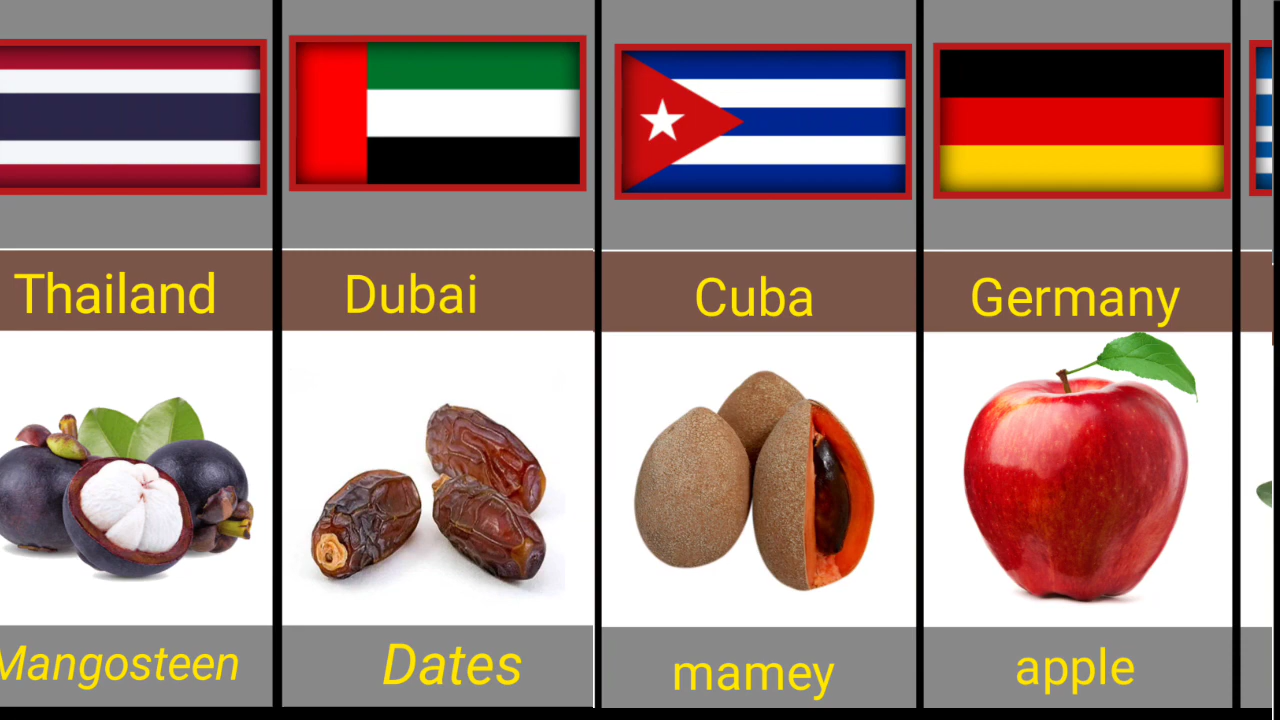 Thailand
Dubai
Cuba
Germany
Mangosteen
Dates
mamey
apple